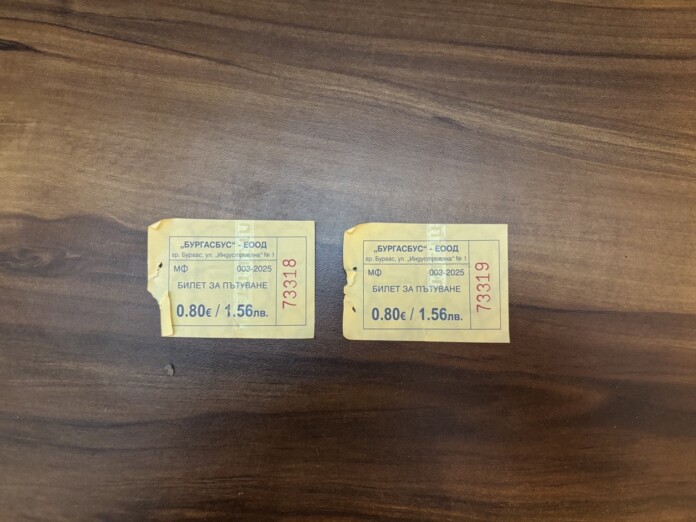 „БУРГАСБУС“ - ЕООД
гр. Бургас, ул. „Индустриална“ № 1
МФ 003-2025
БИЛЕТ ЗА ПЪТУВАНЕ
0.80€ / 1.56лв.
73318
„БУРГАСБУС“ - ЕООД
гр. Бургас, ул. „Индустриална“ № 1
МФ 003-2025
БИЛЕТ ЗА ПЪТУВАНЕ
0.80€ / 1.56лв.
73319